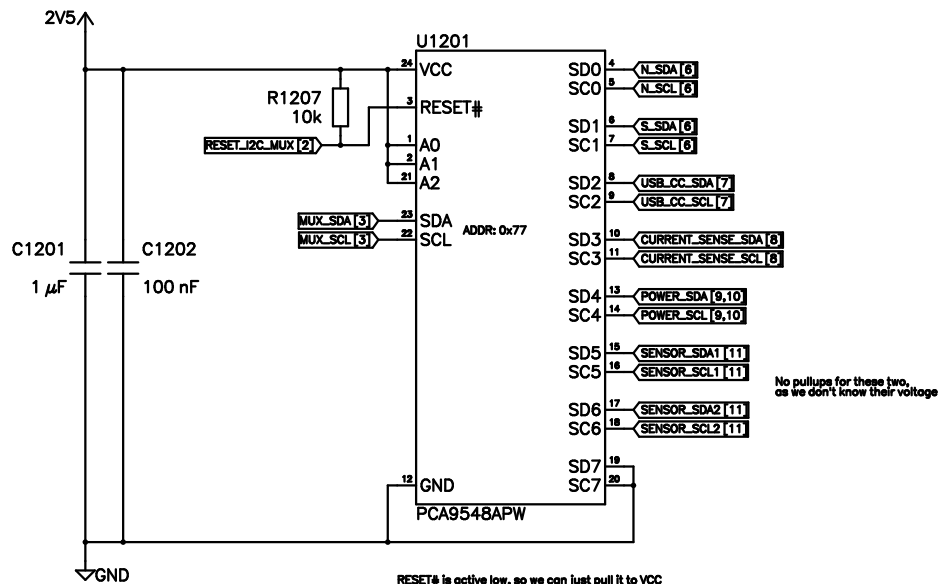 2V5
U1201
24 VCC
R1207
10k
3 RESET#
RESET_I2C_MUX [2]
1 A0
2 A1
21 A2
MUX_SDA [3] 23 SDA
MUX_SCL [3] 22 SCL
ADDR: 0x77
C1201
1 μF
C1202
100 nF
12 GND
SD0 4 N_SDA [6]
SC0 5 N_SCL [6]
SD1 6 S_SDA [6]
SC1 7 S_SCL [6]
SD2 8 USB_CC_SDA [7]
SC2 9 USB_CC_SCL [7]
SD3 10 CURRENT_SENSE_SDA [8]
SC3 11 CURRENT_SENSE_SCL [8]
SD4 13 POWER_SDA [9,10]
SC4 14 POWER_SCL [9,10]
SD5 15 SENSOR_SDA1 [11]
SC5 16 SENSOR_SCL1 [11]
SD6 17 SENSOR_SDA2 [11]
SC6 18 SENSOR_SCL2 [11]
SD7 19
SC7 20
No pullups for these two,
as we don't know their voltage
PCA9548APW
GND
RESET# is active low, so we can just pull it to VCC